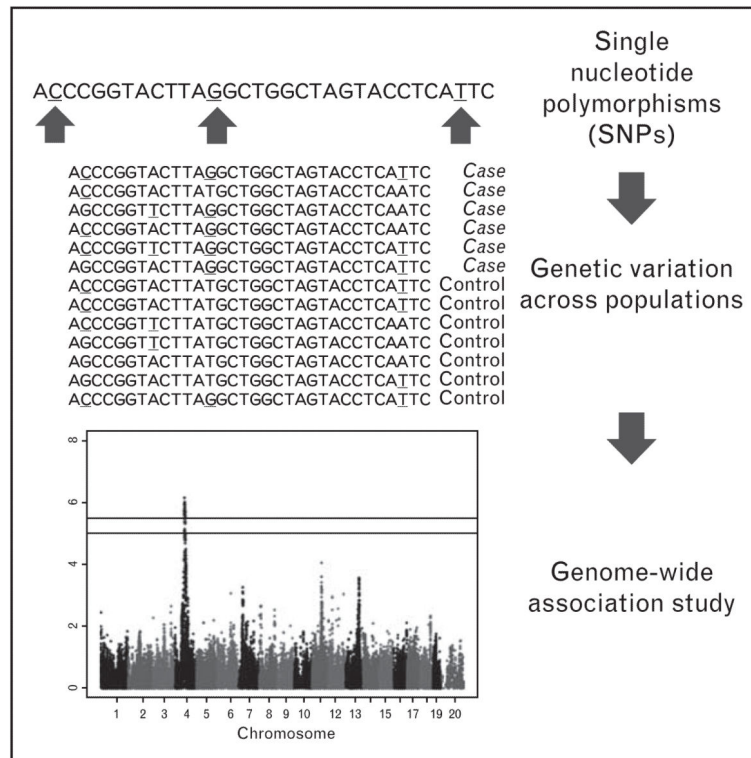 ACCCGGTACTTAGGCTGGCTAGTACCTCATTC
Single
nucleotide
polymorphisms
(SNPs)
ACCCGGTACTTAGGCTGGCTAGTACCTCATTC Case
ACCCGGTACTTATGCTGGCTAGTACCTCAATC Case
AGCCGGTTCTTAGGCTGGCTAGTACCTCAATC Case
ACCCGGTACTTAGGCTGGCTAGTACCTCAATC Case
ACCCGGTTCTTAGGCTGGCTAGTACCTCATTC Case
AGCCGGTACTTAGGCTGGCTAGTACCTCATTC Case
ACCCGGTACTTATGCTGGCTAGTACCTCATTC Control
ACCCGGTACTTATGCTGGCTAGTACCTCATTC Control
ACCCGGTTCTTATGCTGGCTAGTACCTCAATC Control
AGCCGGTTCTTATGCTGGCTAGTACCTCAATC Control
AGCCGGTACTTATGCTGGCTAGTACCTCAATC Control
AGCCGGTACTTATGCTGGCTAGTACCTCATTC Control
ACCCGGTACTTAGGCTGGCTAGTACCTCATTC Control
Genetic variation
across populations
8
6
4
2
0
1 2 3 4 5 6 7 8 9 10 12 13 15 17 19 20
Chromosome
Genome-wide
association study